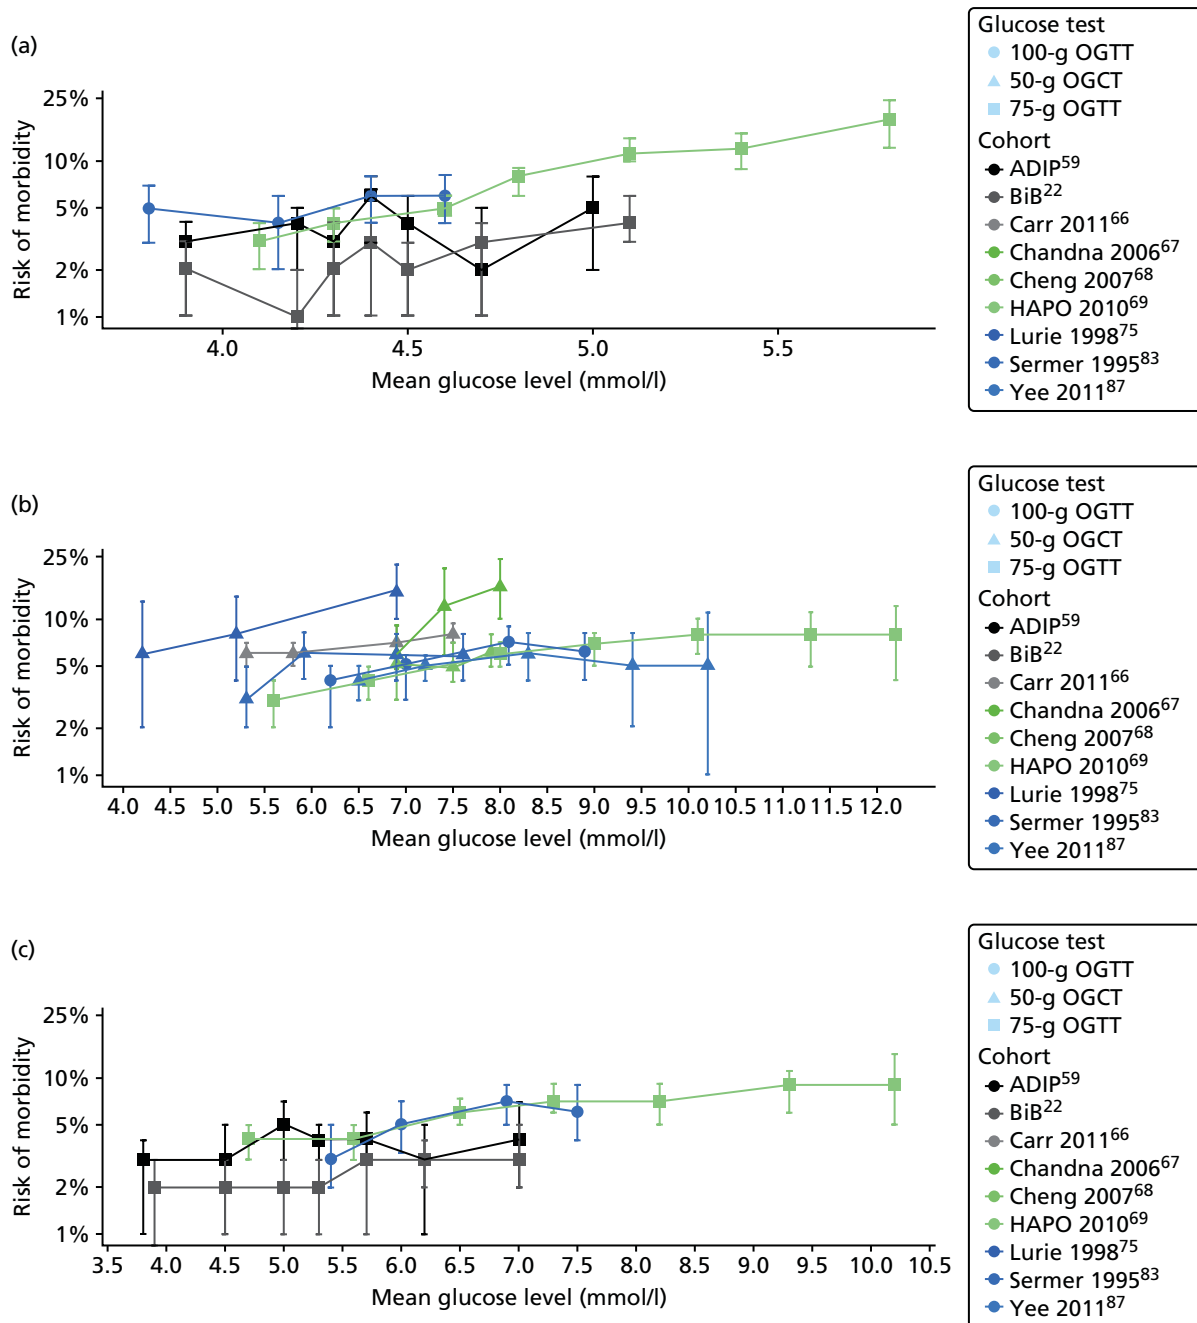 (a)
25%
10%
5%
2%
1%
Risk of morbidity
4.0 4.5 5.0 5.5
Mean glucose level (mmol/l)
Glucose test
100-g OGTT
50-g OGCT
75-g OGTT
Cohort
ADIP59
BiB22
Carr 201166
Chandna 200667
Cheng 200768
HAPO 201069
Lurie 199875
Sermer 199583
Yee 201187
(b)
25%
10%
5%
2%
1%
Risk of morbidity
4.0 4.5 5.0 5.5 6.0 6.5 7.0 7.5 8.0 8.5 9.0 9.5 10.0 10.5 11.0 11.5 12.0
Mean glucose level (mmol/l)
Glucose test
100-g OGTT
50-g OGCT
75-g OGTT
Cohort
ADIP59
BiB22
Carr 201166
Chandna 200667
Cheng 200768
HAPO 201069
Lurie 199875
Sermer 199583
Yee 201187
(c)
25%
10%
5%
2%
1%
Risk of morbidity
3.5 4.0 4.5 5.0 5.5 6.0 6.5 7.0 7.5 8.0 8.5 9.0 9.5 10.0 10.5
Mean glucose level (mmol/l)
Glucose test
100-g OGTT
50-g OGCT
75-g OGTT
Cohort
ADIP59
BiB22
Carr 201166
Chandna 200667
Cheng 200768
HAPO 201069
Lurie 199875
Sermer 199583
Yee 201187